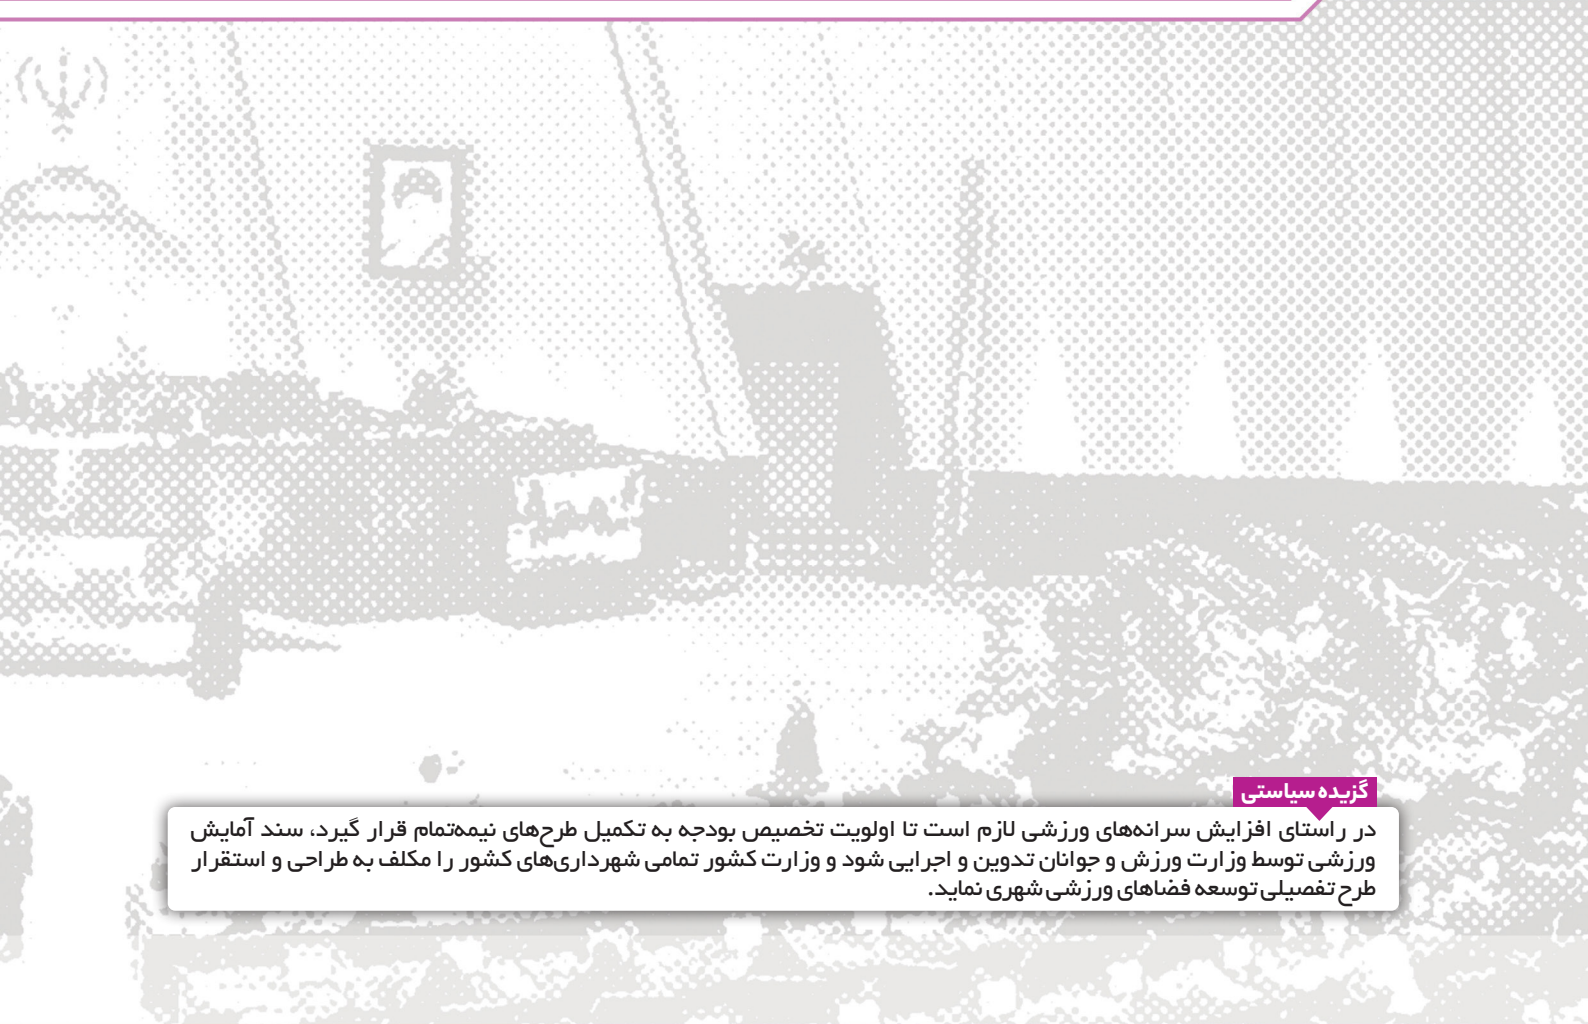 گزیده سیاستی
در راستای افزایش سرانه‌های ورزشی لازم است تا اولویت تخصیص بودجه به تکمیل طرح‌های نیمه‌تمام قرار گیرد، سند آمایش
ورزشی توسط وزارت ورزش و جوانان تدوین و اجرایی شود و وزارت کشور تمامی شهرداری‌های کشور را مکلف به طراحی و استقرار
طرح تفصیلی توسعه فضاهای ورزشی شهری نماید.